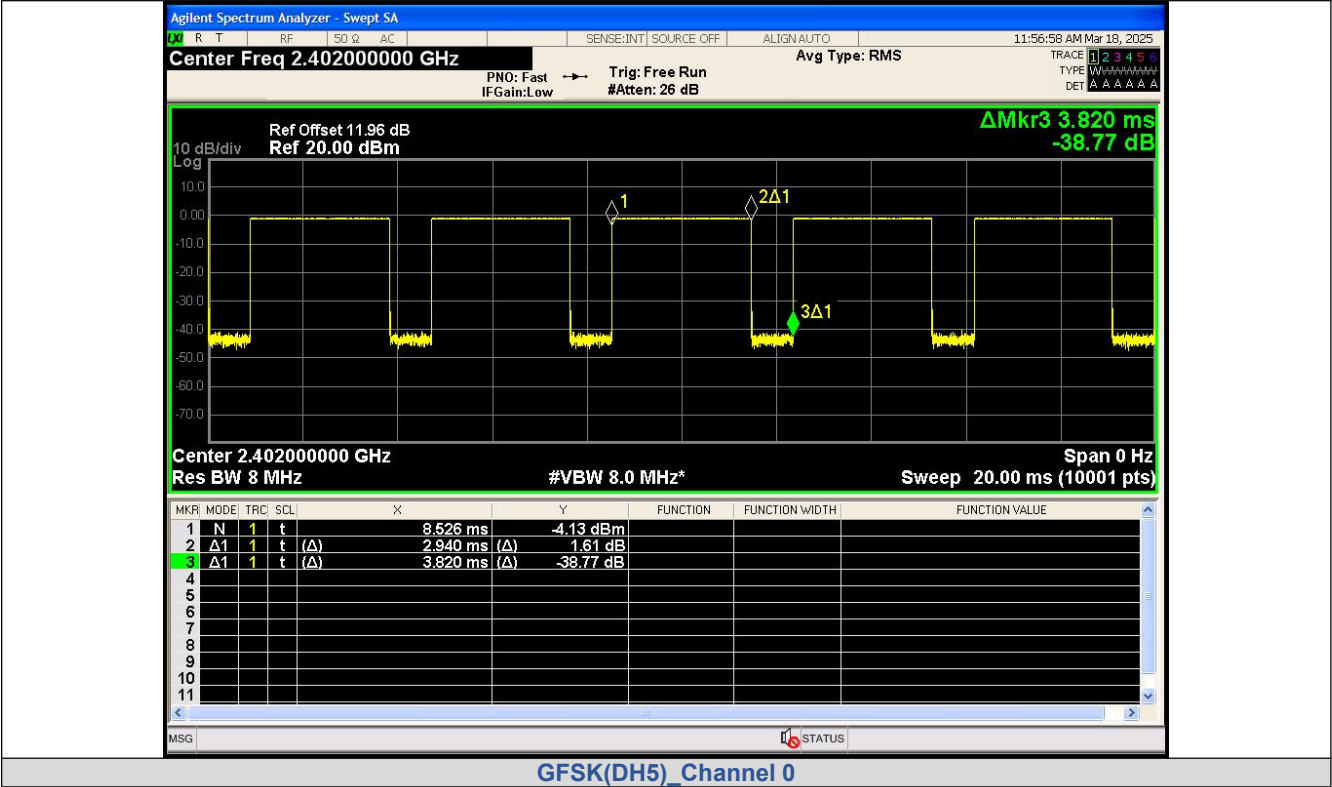 Agilent Spectrum Analyzer - Swept SA
LXI R T RF 50 Ω AC SENSE:INT SOURCE OFF ALIGN AUTO 11:56:58 AM Mar 18, 2025
Center Freq 2.402000000 GHz
PNO: Fast
IFGain:Low
Trig: Free Run
#Atten: 26 dB
Avg Type: RMS
TRACE 1 2 3 4 5 6
TYPE WWWWWW
DET A A A A A A
ΔMkr3 3.820 ms
-38.77 dB
Ref Offset 11.96 dB
10 dB/div Ref 20.00 dBm
Log
10.0
0.00
-10.0
-20.0
-30.0
-40.0
-50.0
-60.0
-70.0
1
2Δ1
3Δ1
Center 2.402000000 GHz Span 0 Hz
Res BW 8 MHz #VBW 8.0 MHz* Sweep 20.00 ms (10001 pts)
MKR MODE TRC SCL X Y FUNCTION FUNCTION WIDTH FUNCTION VALUE
1 N 1 t 8.526 ms -4.13 dBm
2 Δ1 1 t (Δ) 2.940 ms (Δ) 1.61 dB
3 Δ1 1 t (Δ) 3.820 ms (Δ) -38.77 dB
4
5
6
7
8
9
10
11
MSG STATUS
GFSK(DH5)_Channel 0